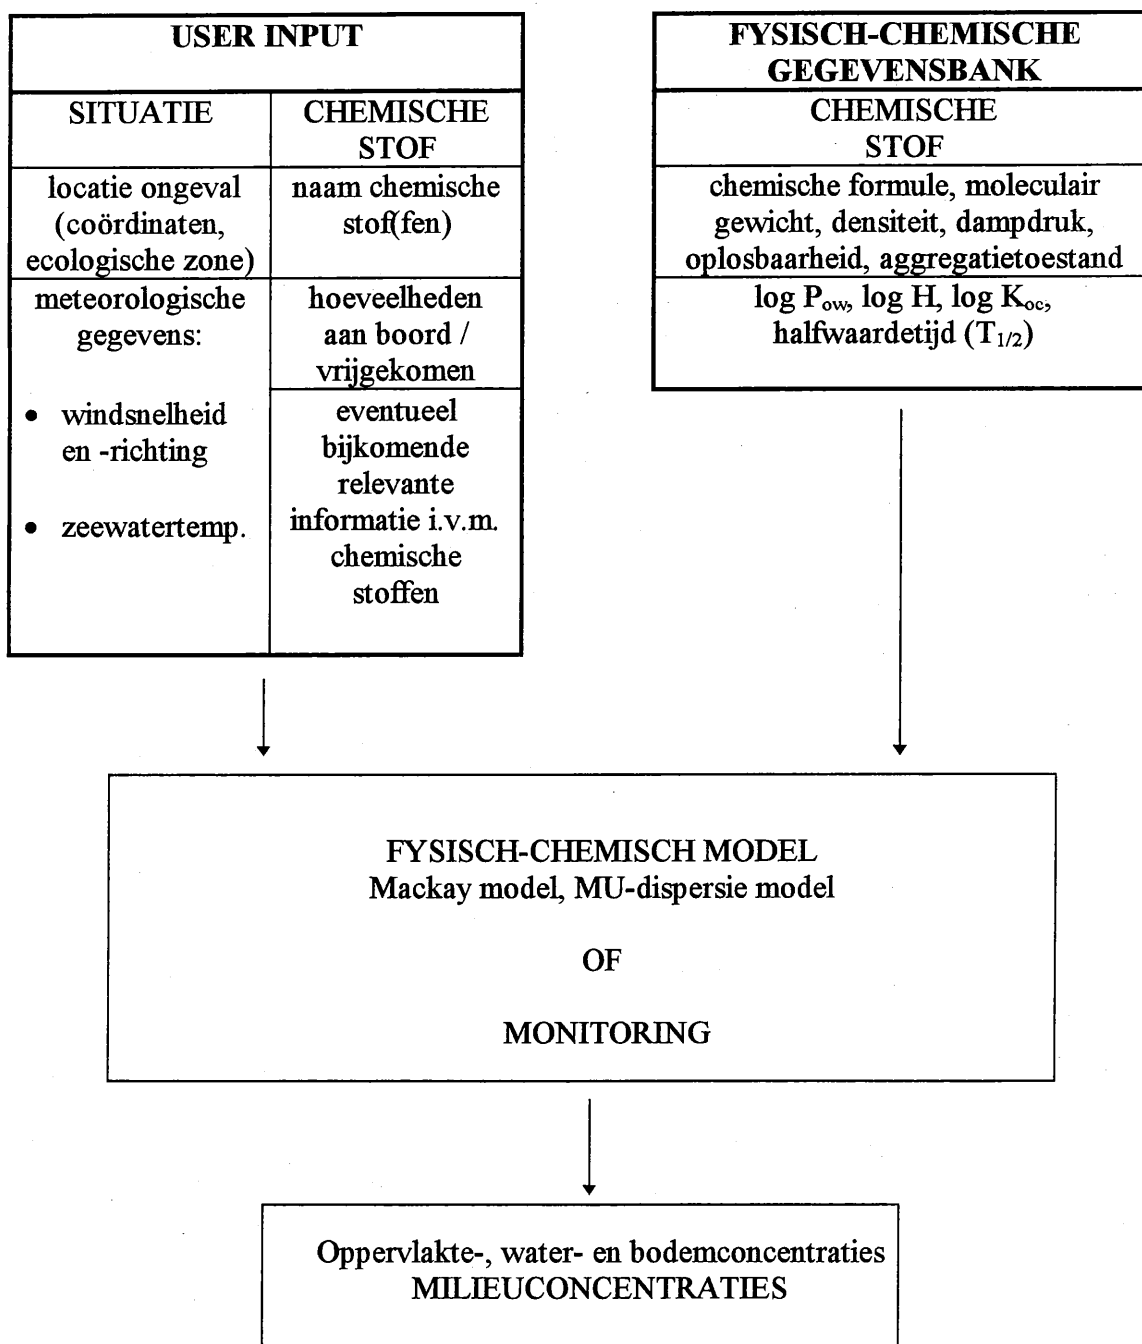 USER INPUT
SITUATIE
locatie ongeval
(coördinaten,
ecologische zone)
meteorologische
gegevens:
• windsnelheid
en -richting
• zeewatertemp.
CHEMISCHE
STOF
naam chemische
stof(fen)
hoeveelheden
aan boord /
vrijgekomen
eventueel
bijkomende
relevante
informatie i.v.m.
chemische
stoffen
FYSISCH-CHEMISCHE
GEGEVENSBANK
CHEMISCHE
STOF
chemische formule, moleculair
gewicht, densiteit, dampdruk,
oplosbaarheid, aggregatietoestand
log Pow, log H, log Koc,
halfwaardetijd (T1/2)
FYSISCH-CHEMISCH MODEL
Mackay model, MU-dispersie model
OF
MONITORING
Oppervlakte-, water- en bodemconcentraties
MILIEUCONCENTRATIES